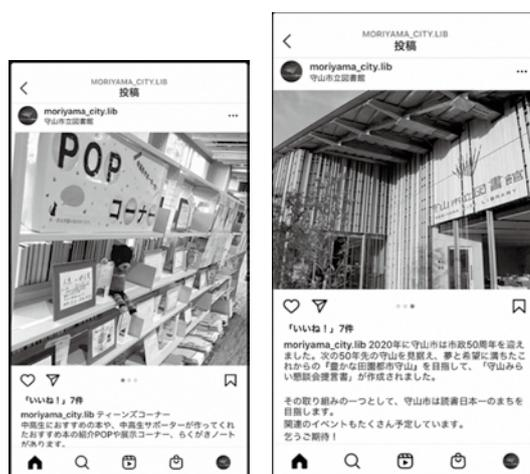 MORIYAMA_CITY.LIB
投稿
moriyama_city.lib
守山市立図書館
POP
コーナー
「いいね！」7件
moriyama_city.lib ティーンズコーナー
中高生におすすめの本や、中高生サポーターが作ってくれ
たおすすめ本の紹介POPや展示コーナー、らくがきノート
があります。
MORIYAMA_CITY.LIB
投稿
moriyama_city.lib
守山市立図書館
守山市立図書館
「いいね！」7件
moriyama_city.lib 2020年に守山市は市政50周年を迎え
ました。次の50年先の守山を見据え、夢と希望に満ちたこ
れからの『豊かな田園都市守山』を目指して、「守山みら
い懇談会提言書」が作成されました。
その取り組みの一つとして、守山市は読書日本一のまちを
目指します。
関連のイベントもたくさん予定しています。
乞うご期待！